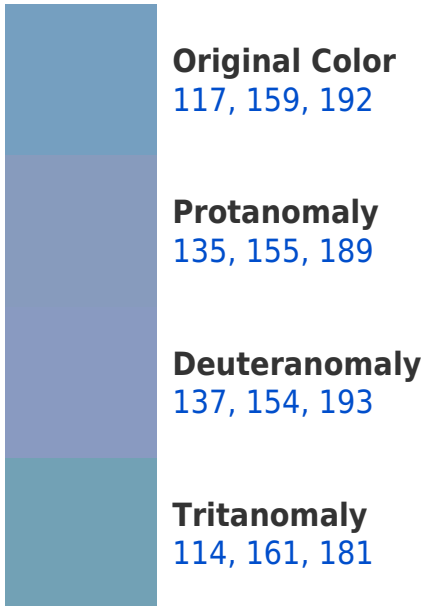 Original Color
117, 159, 192
Protanomaly
135, 155, 189
Deuteranomaly
137, 154, 193
Tritanomaly
114, 161, 181